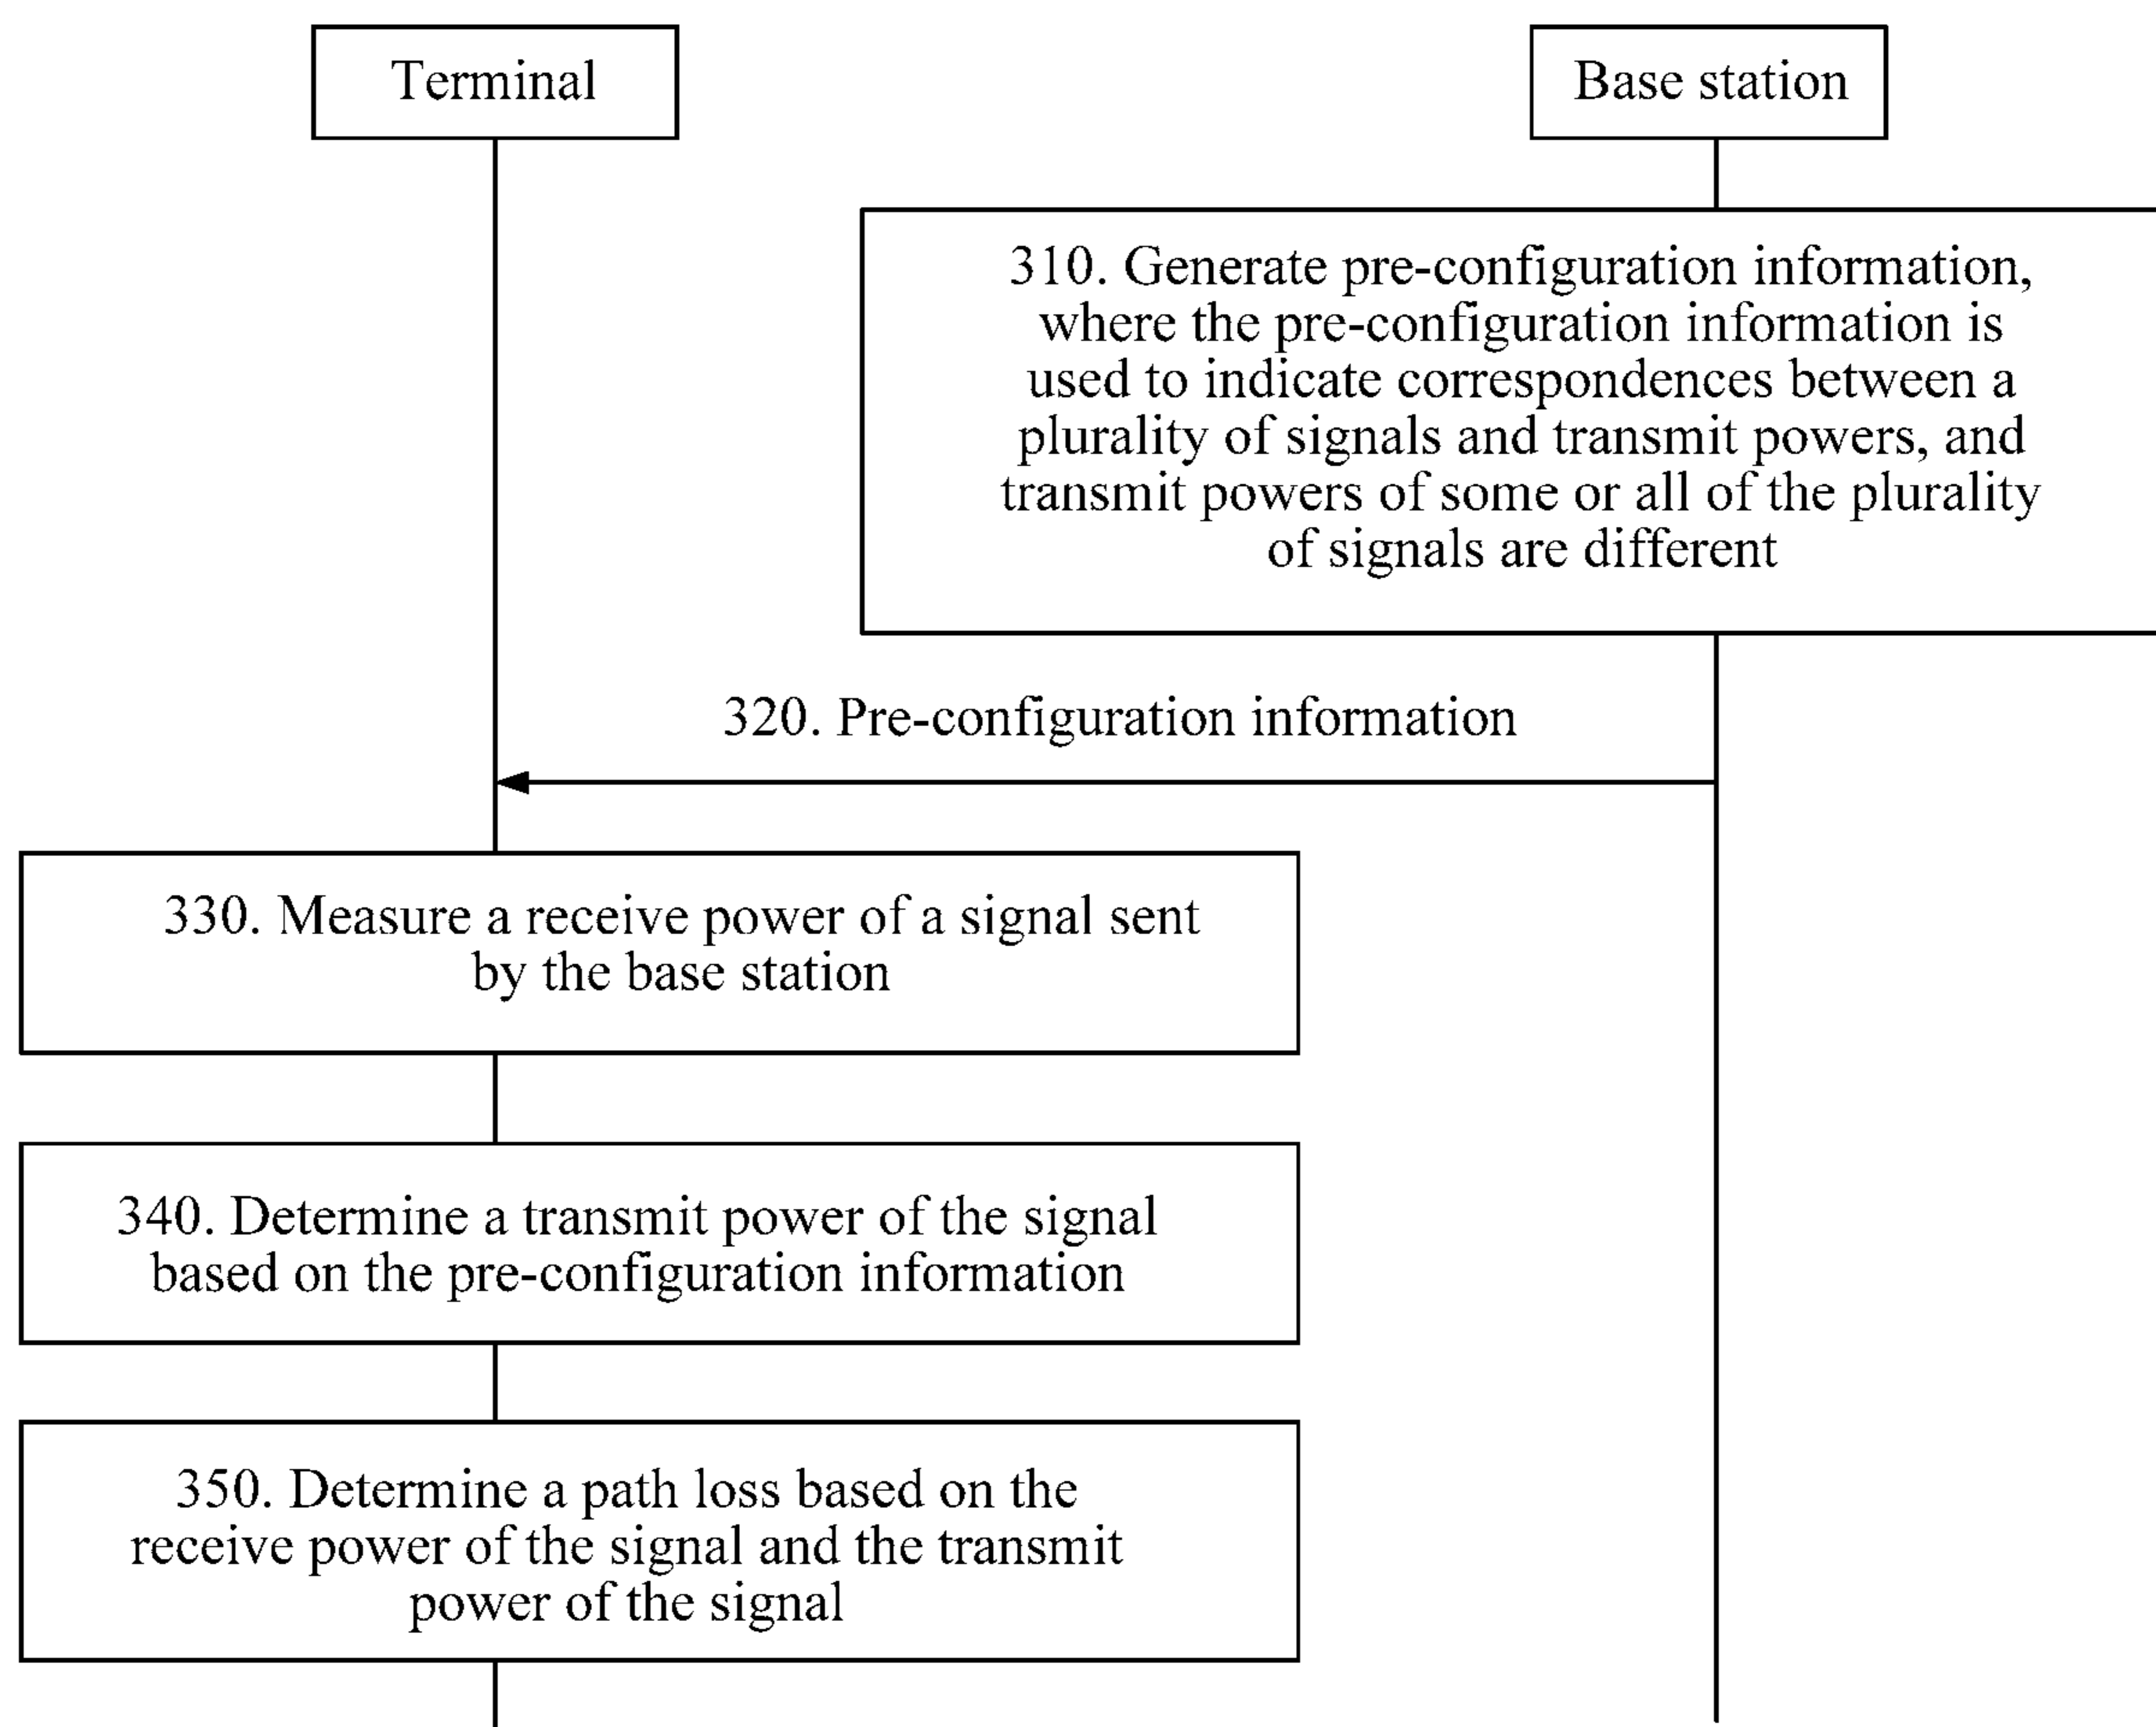 Terminal
Base station
310. Generate pre-configuration information,
where the pre-configuration information is
used to indicate correspondences between a
plurality of signals and transmit powers, and
transmit powers of some or all of the plurality
of signals are different
320. Pre-configuration information
330. Measure a receive power of a signal sent
by the base station
340. Determine a transmit power of the signal
based on the pre-configuration information
350. Determine a path loss based on the
receive power of the signal and the transmit
power of the signal